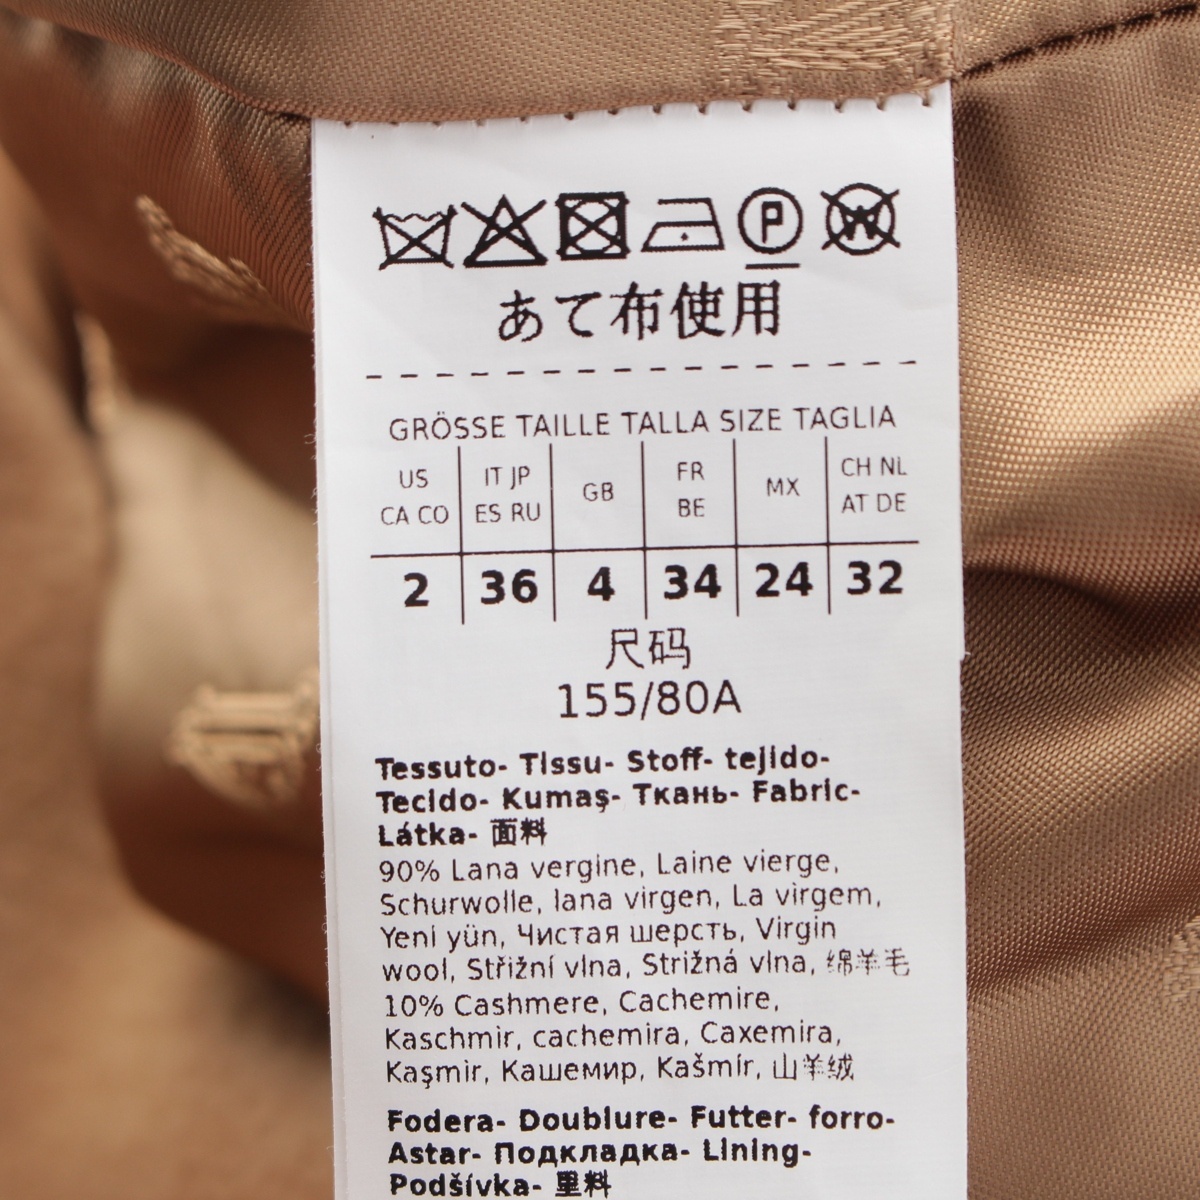 P W
あて布使用
GRÖSSE TAILLE TALLA SIZE TAGLIA
US CA CO IT JP ES RU GB FR BE MX CH NL AT DE
2 36 4 34 24 32
尺码
155/80A
Tessuto- Tissu- Stoff- tejido-
Tecido- Kumaş- Ткань- Fabric-
Látka- 面料
90% Lana vergine, Laine vierge,
Schurwolle, lana virgen, La virgem,
Yeni yün, Чистая шерсть, Virgin
wool, Střižní vlna, Strižná vlna, 绵羊毛
10% Cashmere, Cachemire,
Kaschmir, cachemira, Caxemira,
Kaşmir, Кашемир, Kašmír, 山羊绒
Fodera- Doublure- Futter- forro-
Astar- Подкладка- Lining-
Podšívka- 里料